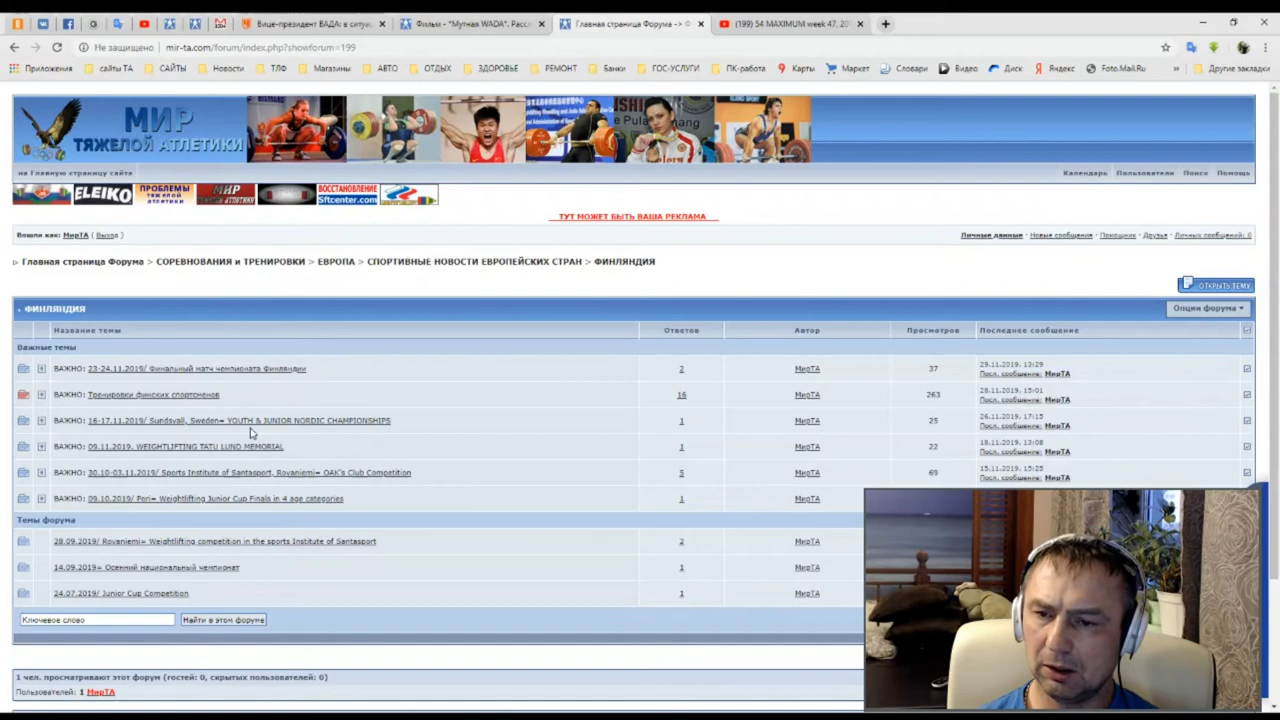 Вице-президент ВАДА: в ситуац
Фильм - "Мутная WADA". Расс
Главная страница Форума ->
(199) 54 MAXIMUM week 47, 20
Не защищено mir-ta.com/forum/index.php?showforum=199
Приложения сайты ТА САЙТЫ Новости ТЛФ Магазины АВТО ОТДЫХ ЗДОРОВЬЕ РЕМОНТ Банки ГОС-УСЛУГИ ПК-работа Карты Маркет Словари Видео Диск Яндекс Foto.Mail.Ru » Другие закладки
МИР
ТЯЖЕЛОЙ АТЛЕТИКИ
на Главную страницу сайта Календарь Пользователи Поиск Помощь
ELEIKO ПРОБЛЕМЫ тяжелой атлетики МИР ТЯЖЕЛОЙ АТЛЕТИКИ ВОССТАНОВЛЕНИЕ Sftcenter.com
ТУТ МОЖЕТ БЫТЬ ВАША РЕКЛАМА
Вошли как: МирТА ( Выход ) Личные данные · Новые сообщения · Помощник · Друзья · Личных сообщений: 0
Главная страница Форума > СОРЕВНОВАНИЯ и ТРЕНИРОВКИ > ЕВРОПА > СПОРТИВНЫЕ НОВОСТИ ЕВРОПЕЙСКИХ СТРАН > ФИНЛЯНДИЯ
ОТКРЫТЬ ТЕМУ
ФИНЛЯНДИЯ Опции форума
Название темы Ответов Автор Просмотров Последнее сообщение
Важные темы
ВАЖНО: 23-24.11.2019/ Финальный матч чемпионата Финляндии 2 МирТА 37 29.11.2019, 13:29
Посл. сообщение: МирТА
ВАЖНО: Тренировки финских спортсменов 16 МирТА 263 28.11.2019, 15:01
Посл. сообщение: МирТА
ВАЖНО: 16-17.11.2019/ Sundsvall, Sweden= YOUTH & JUNIOR NORDIC CHAMPIONSHIPS 1 МирТА 25 26.11.2019, 17:15
Посл. сообщение: МирТА
ВАЖНО: 09.11.2019. WEIGHTLIFTING TATU LUND MEMORIAL 1 МирТА 22 18.11.2019, 13:08
Посл. сообщение: МирТА
ВАЖНО: 30.10-03.11.2019/ Sports Institute of Santasport, Rovaniemi= OAK's Club Competition 5 МирТА 69 15.11.2019, 15:25
Посл. сообщение: МирТА
ВАЖНО: 09.10.2019/ Pori= Weightlifting Junior Cup Finals in 4 age categories 1 МирТА
Темы форума
28.09.2019/ Rovaniemi= Weightlifting competition in the sports Institute of Santasport 2 МирТА
14.09.2019= Осенний национальный чемпионат 1 МирТА
24.07.2019/ Junior Cup Competition 1 МирТА
Ключевое слово Найти в этом форуме
1 чел. просматривают этот форум (гостей: 0, скрытых пользователей: 0)
Пользователей: 1 МирТА